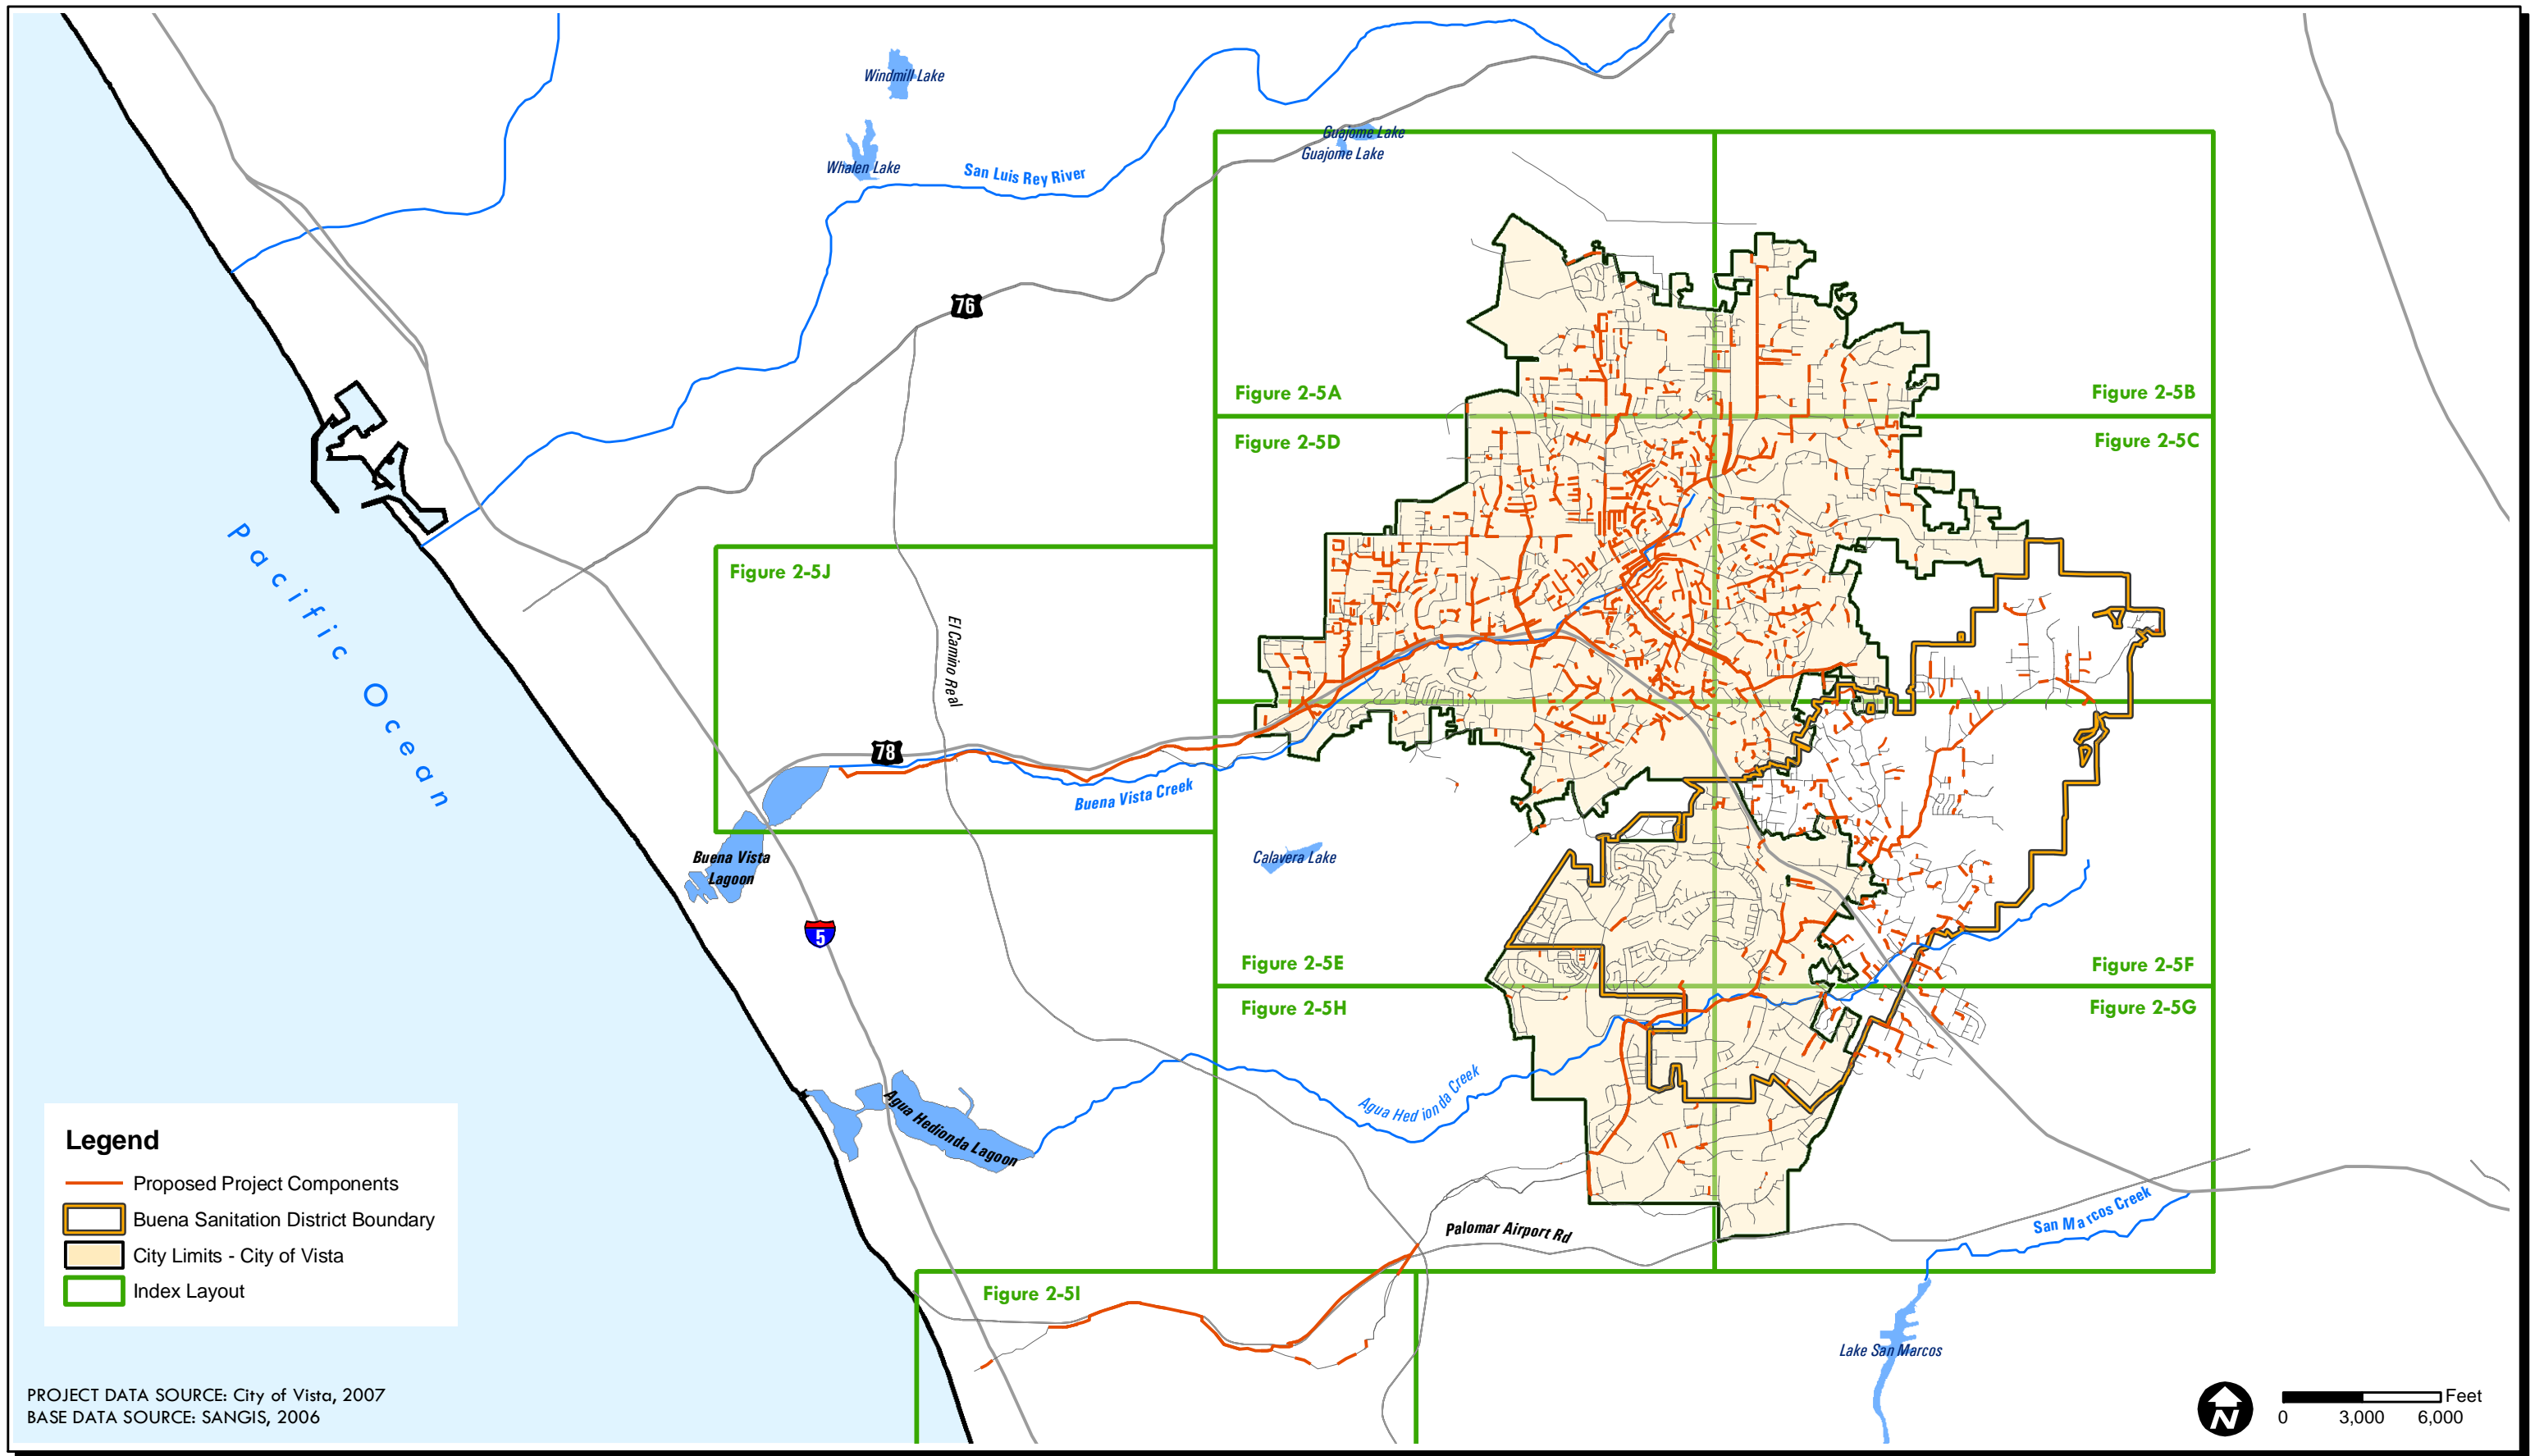 Windmill Lake
Guajome Lake
Guajome Lake
Whalen Lake
San Luis Rey River
76
Figure 2-5A
Figure 2-5B
Figure 2-5D
Figure 2-5C
Pacific Ocean
Figure 2-5J
El Camino Real
78
Buena Vista Creek
Buena Vista
Lagoon
Calavera Lake
5
Figure 2-5E
Figure 2-5F
Figure 2-5H
Figure 2-5G
Agua Hedionda Creek
Agua Hedionda Lagoon
Legend
Proposed Project Components
Buena Sanitation District Boundary
City Limits - City of Vista
Index Layout
Palomar Airport Rd
San Marcos Creek
Figure 2-5I
Lake San Marcos
PROJECT DATA SOURCE: City of Vista, 2007
BASE DATA SOURCE: SANGIS, 2006
N
Feet
0 3,000 6,000